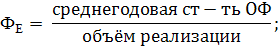 Ф_Е = среднегодовая ст − ть ОФ / объём реализации ;